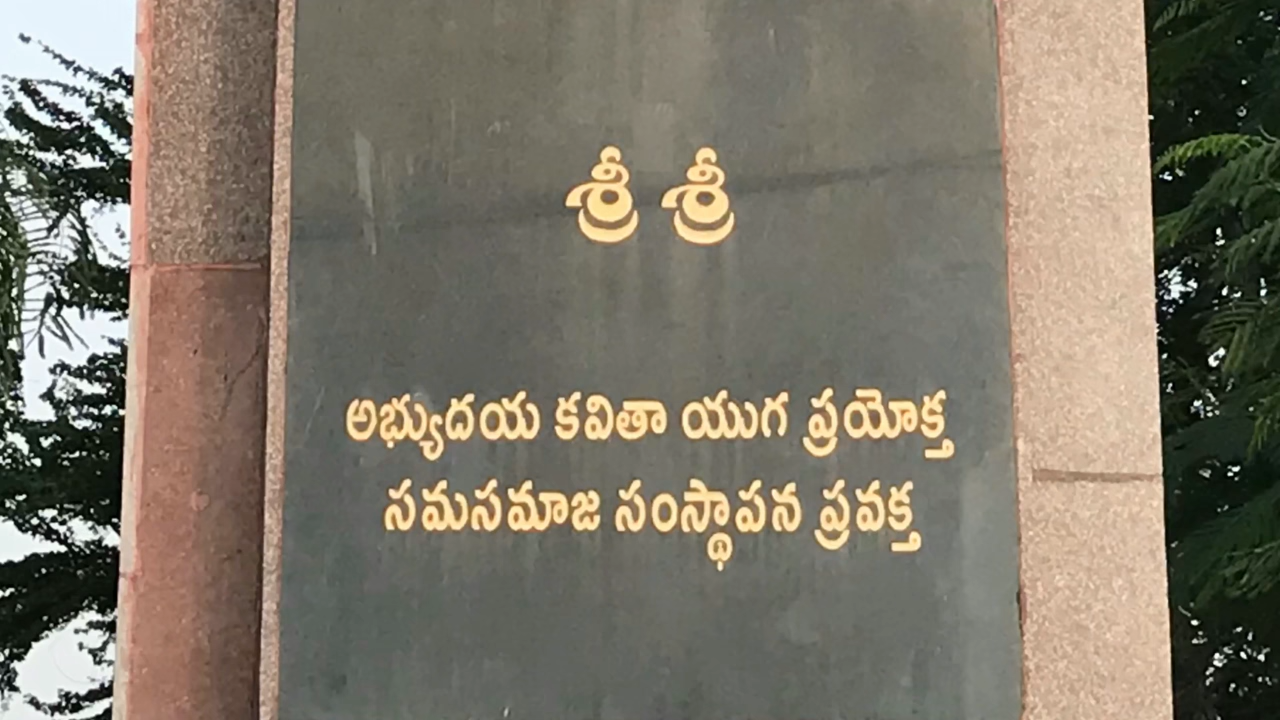 శ్రీ శ్రీ
అభ్యుదయ కవితా యుగ ప్రయోక్త
సమసమాజ సంస్థాపన ప్రవక్త